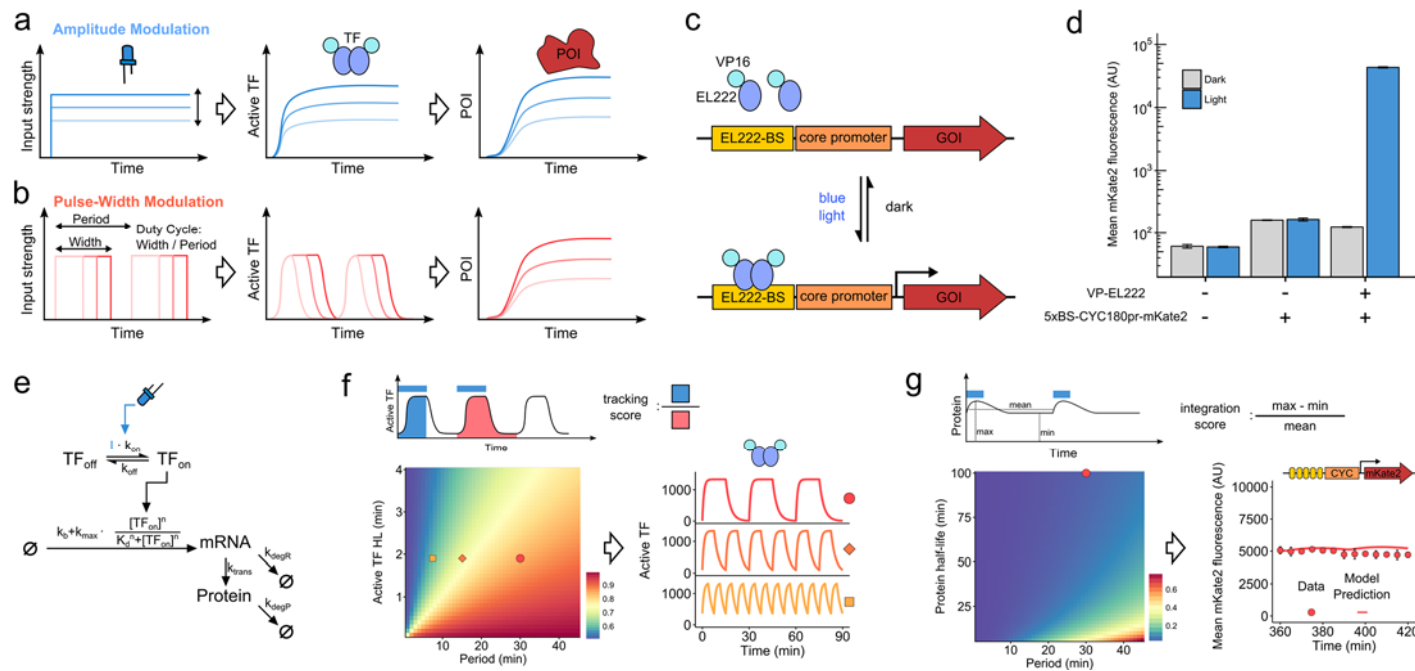 a
Amplitude Modulation
Input strength
Time
TF
Active TF
Time
POI
POI
Time
b
Pulse-Width Modulation
Period
Width
Duty Cycle:
Width / Period
Input strength
Time
Active TF
Time
POI
Time
c
VP16
EL222
EL222-BS
core promoter
GOI
blue
light
dark
EL222-BS
core promoter
GOI
d
Mean mKate2 fluorescence (AU)
10^5
10^4
10^3
10^2
Dark
Light
VP-EL222
- - +
5xBS-CYC180pr-mKate2
- + +
e
I · k_on
TF_off
TF_on
k_off
k_b+k_max · [TF_on]^n
K_d^n+[TF_on]^n
∅
mRNA
k_degR
∅
k_trans
Protein
k_degP
∅
f
Active TF
Time
tracking
score
:
Active TF HL (min)
4
3
2
1
10 20 30 40
Period (min)
0.9
0.8
0.7
0.6
0.5
Active TF
1000
0
1000
0
1000
0
0 30 60 90
Time (min)
g
Protein
mean
max
min
Time
integration
score
:
max - min
mean
Protein half-life (min)
100
75
50
25
10 20 30 40
Period (min)
0.6
0.4
0.2
CYC
mKate2
Mean mKate2 fluorescence (AU)
10000
8000
6000
4000
2000
0
Data
Model
Prediction
360 380 400 420
Time (min)